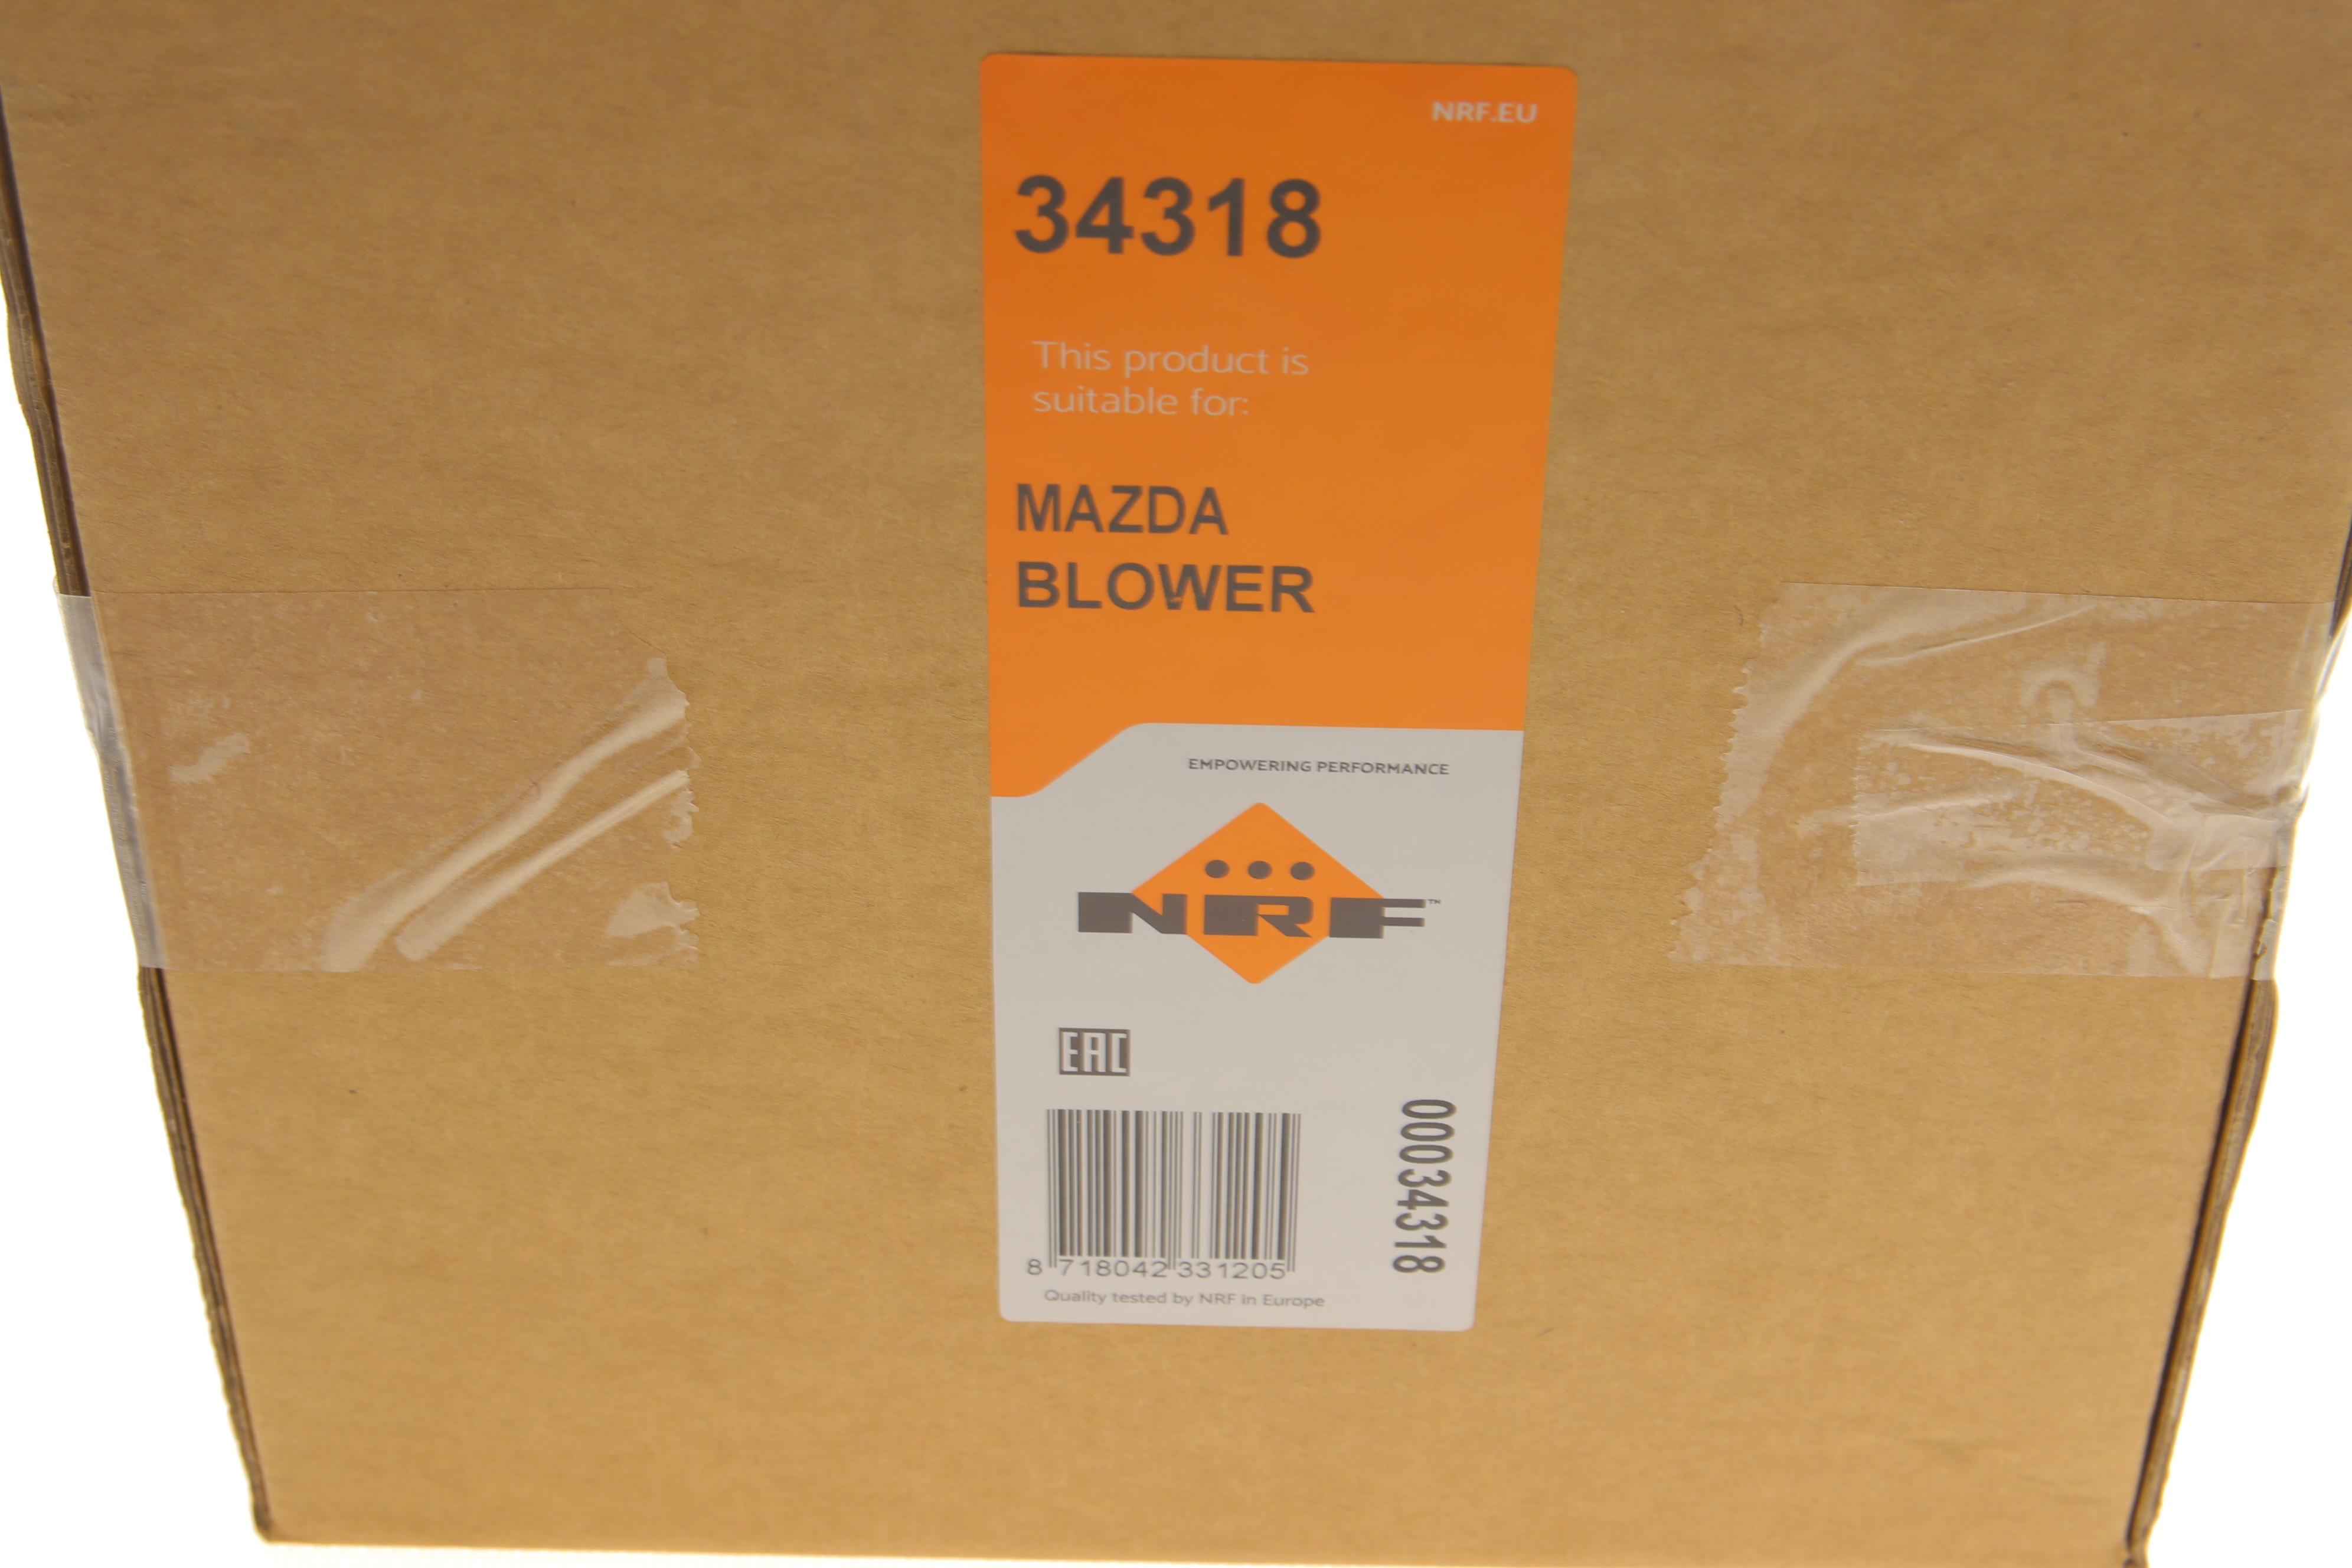 NRF.EU
34318
This product is
suitable for:
MAZDA
BLOWER
EMPOWERING PERFORMANCE
NRF™
EAC
00034318
8 718042 331205
Quality tested by NRF in Europe